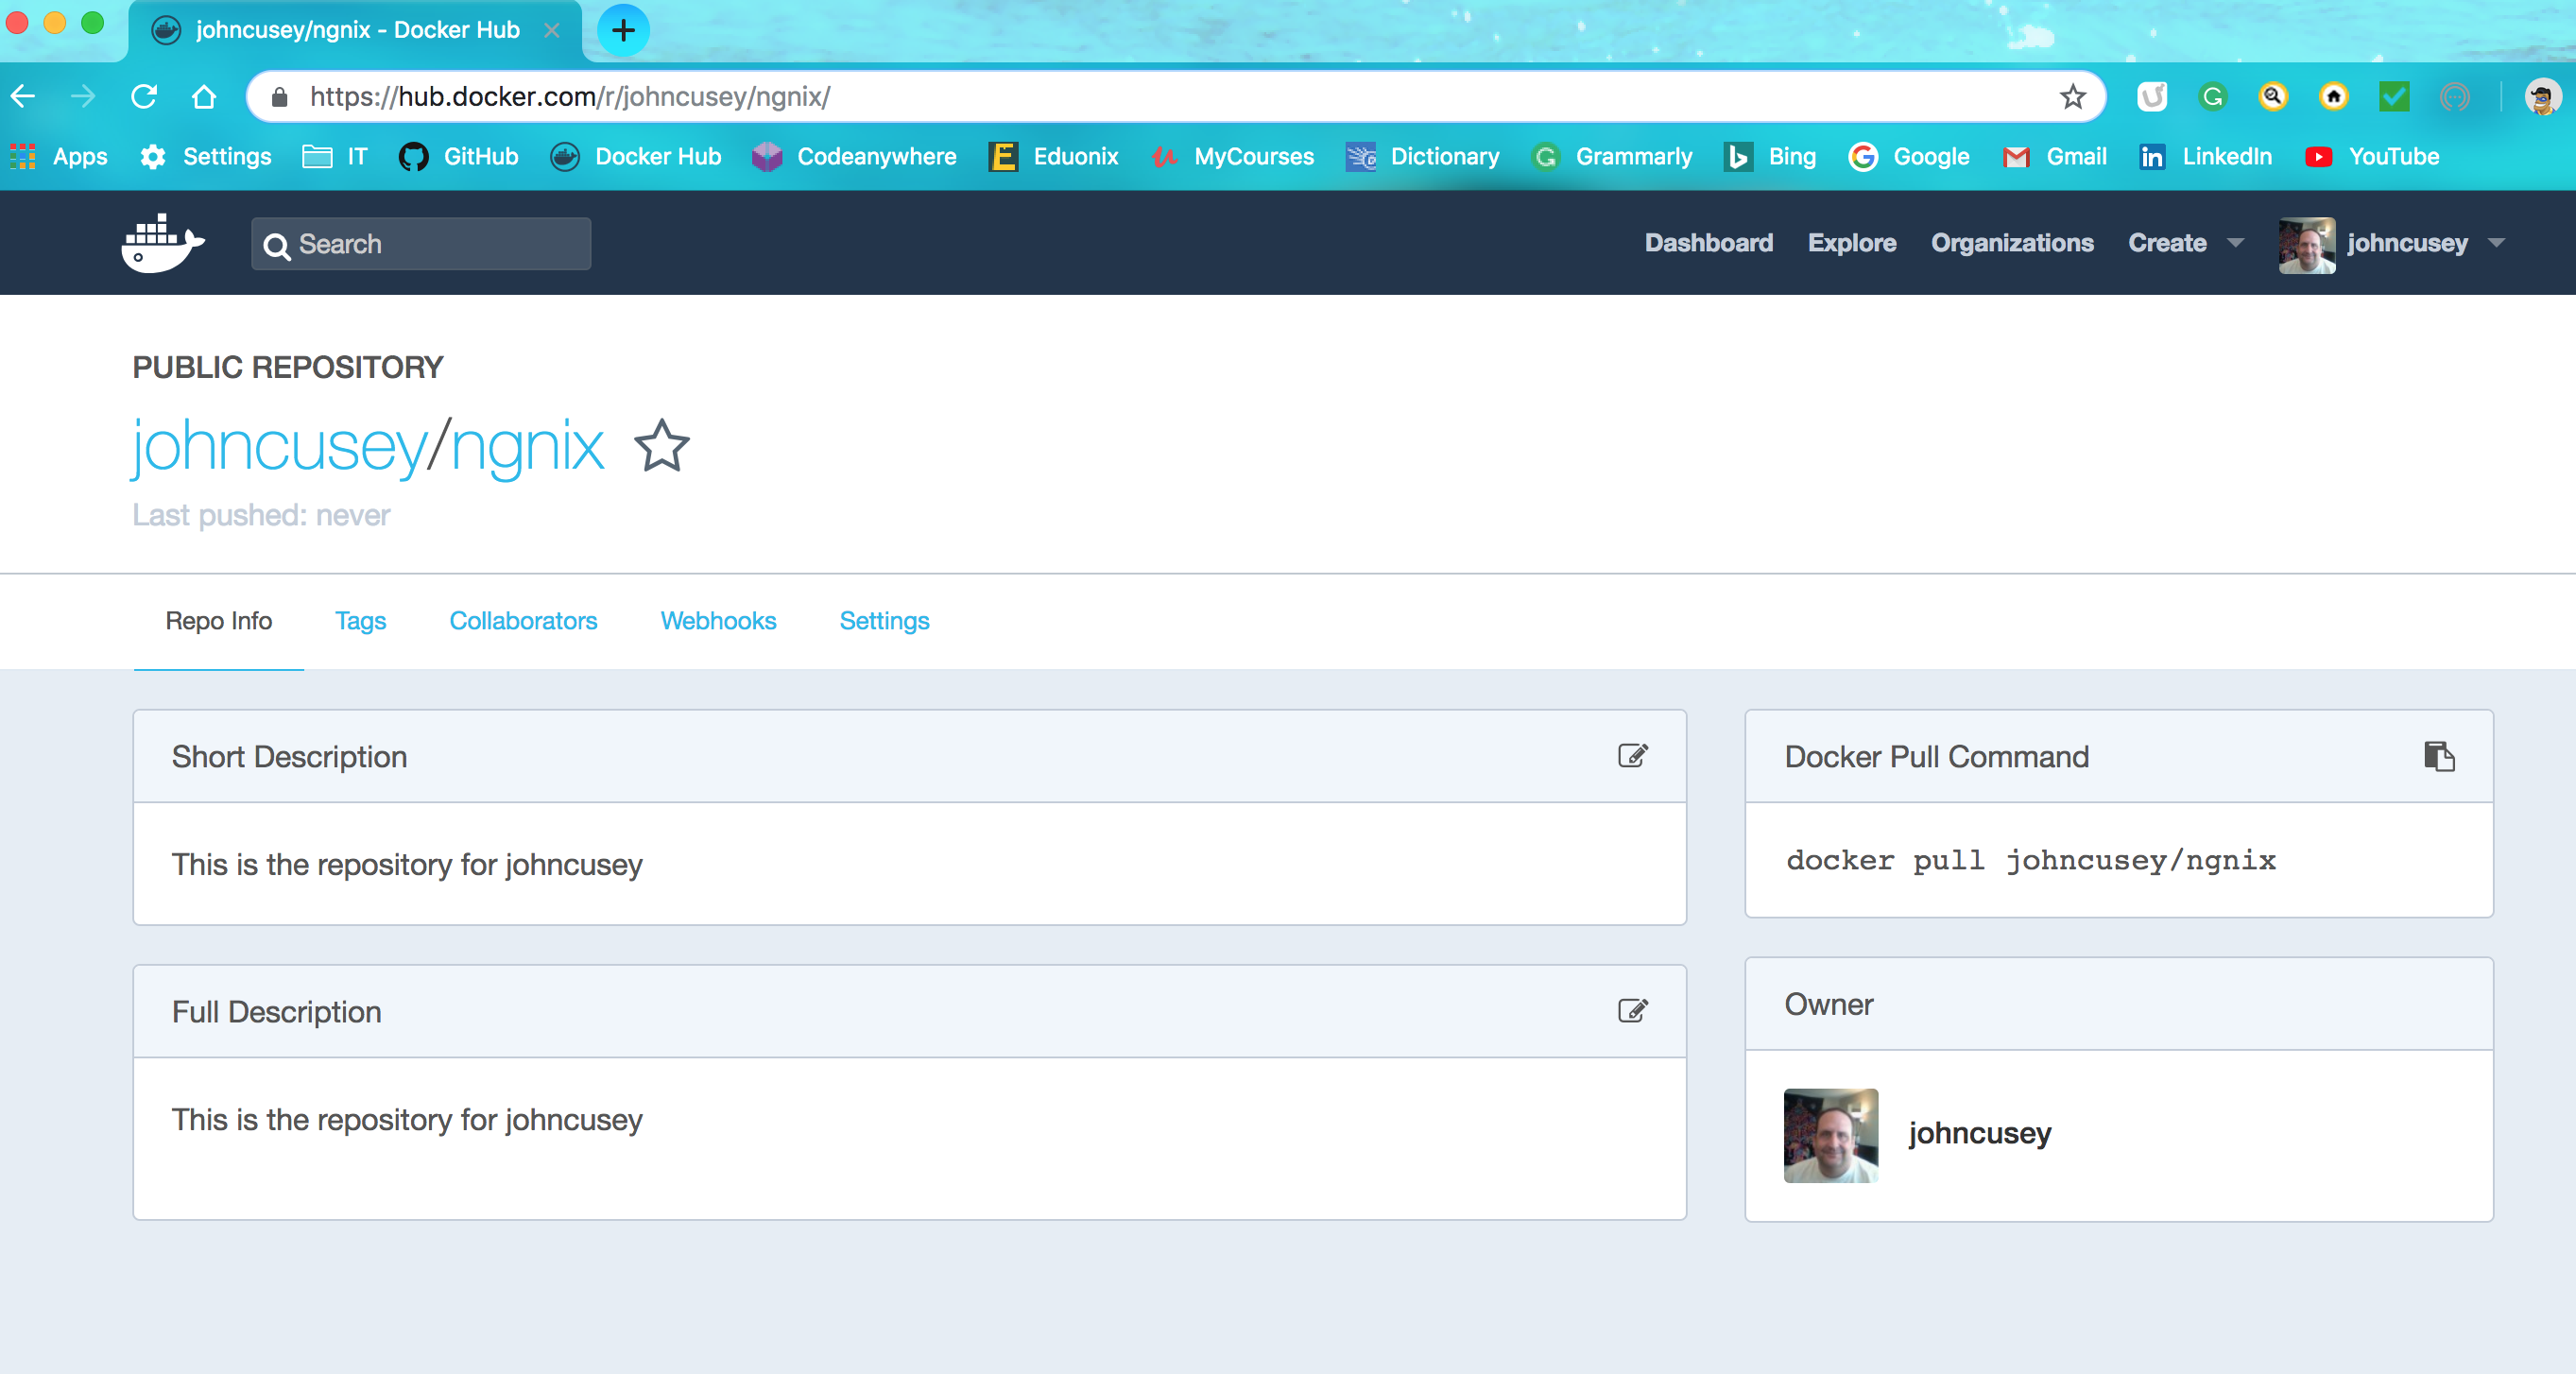 johncusey/ngnix - Docker Hub
https://hub.docker.com/r/johncusey/ngnix/
Apps Settings IT GitHub Docker Hub Codeanywhere Eduonix MyCourses Dictionary Grammarly Bing Google Gmail LinkedIn YouTube
Search Dashboard Explore Organizations Create johncusey
PUBLIC REPOSITORY
johncusey/ngnix
Last pushed: never
Repo Info Tags Collaborators Webhooks Settings
Short Description
This is the repository for johncusey
Docker Pull Command
docker pull johncusey/ngnix
Full Description
This is the repository for johncusey
Owner
johncusey